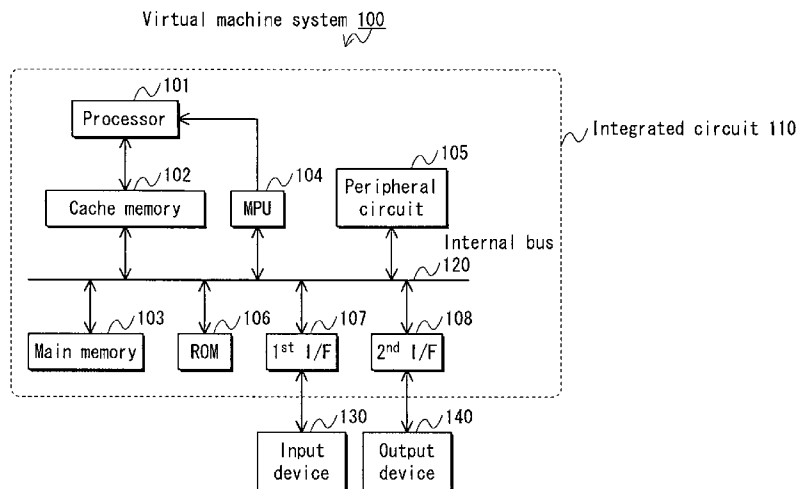 Virtual machine system 100
101
Processor
Integrated circuit 110
102
104
105
Cache memory
MPU
Peripheral
circuit
Internal bus
120
103
106
107
108
Main memory
ROM
1st I/F
2nd I/F
130
140
Input
device
Output
device